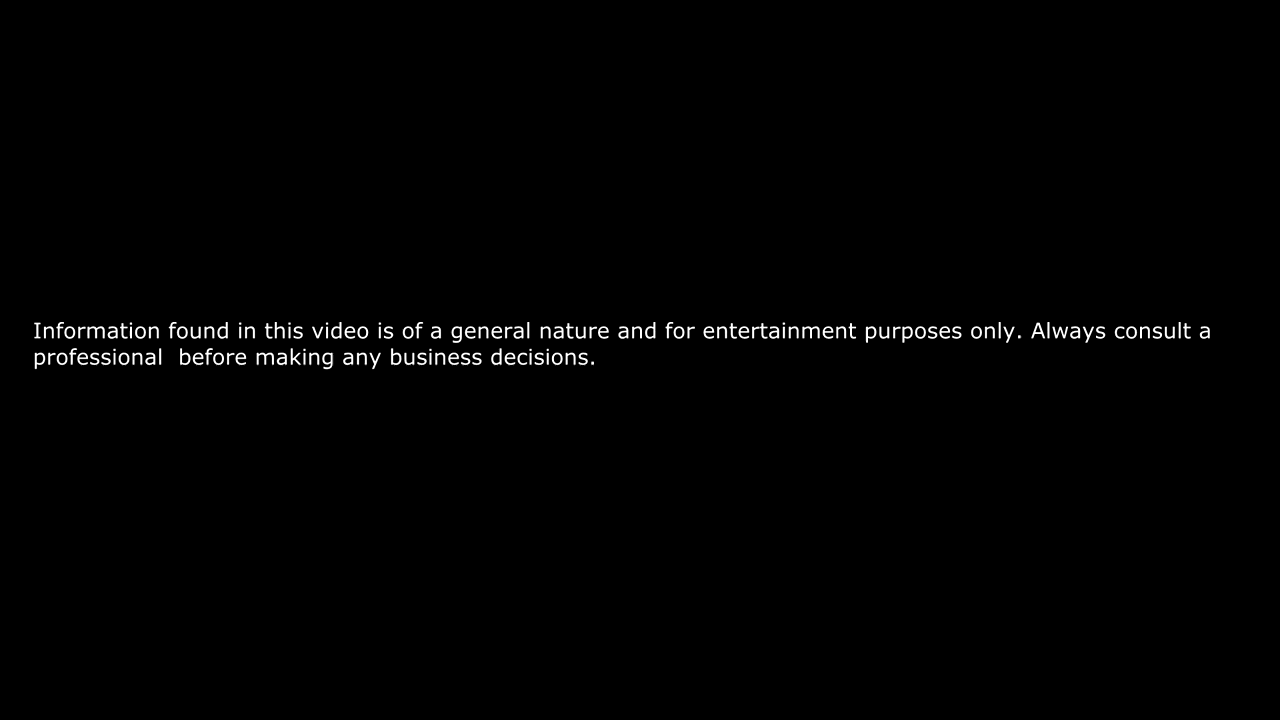 Information found in this video is of a general nature and for entertainment purposes only. Always consult a
professional  before making any business decisions.